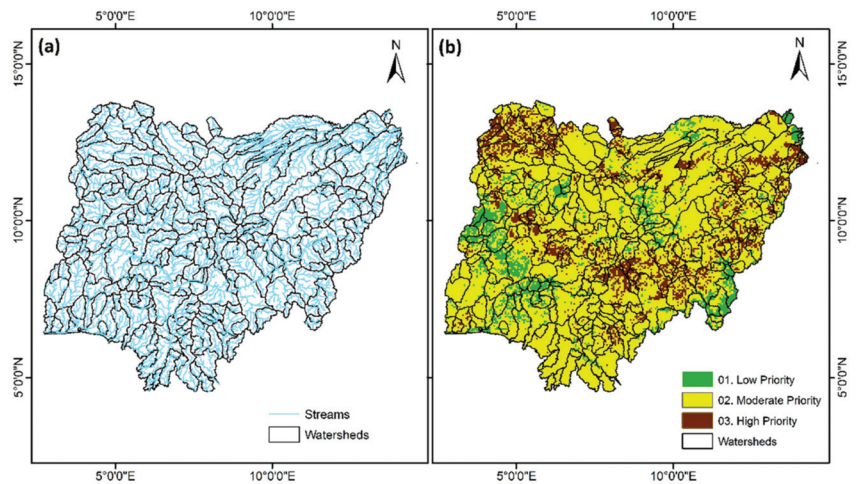 5°0'0"E 10°0'0"E 5°0'0"E 10°0'0"E
(a)
N
(b)
N
15°0'0"N
10°0'0"N
5°0'0"N
15°0'0"N
10°0'0"N
5°0'0"N
Streams
Watersheds
01. Low Priority
02. Moderate Priority
03. High Priority
Watersheds
5°0'0"E 10°0'0"E 5°0'0"E 10°0'0"E